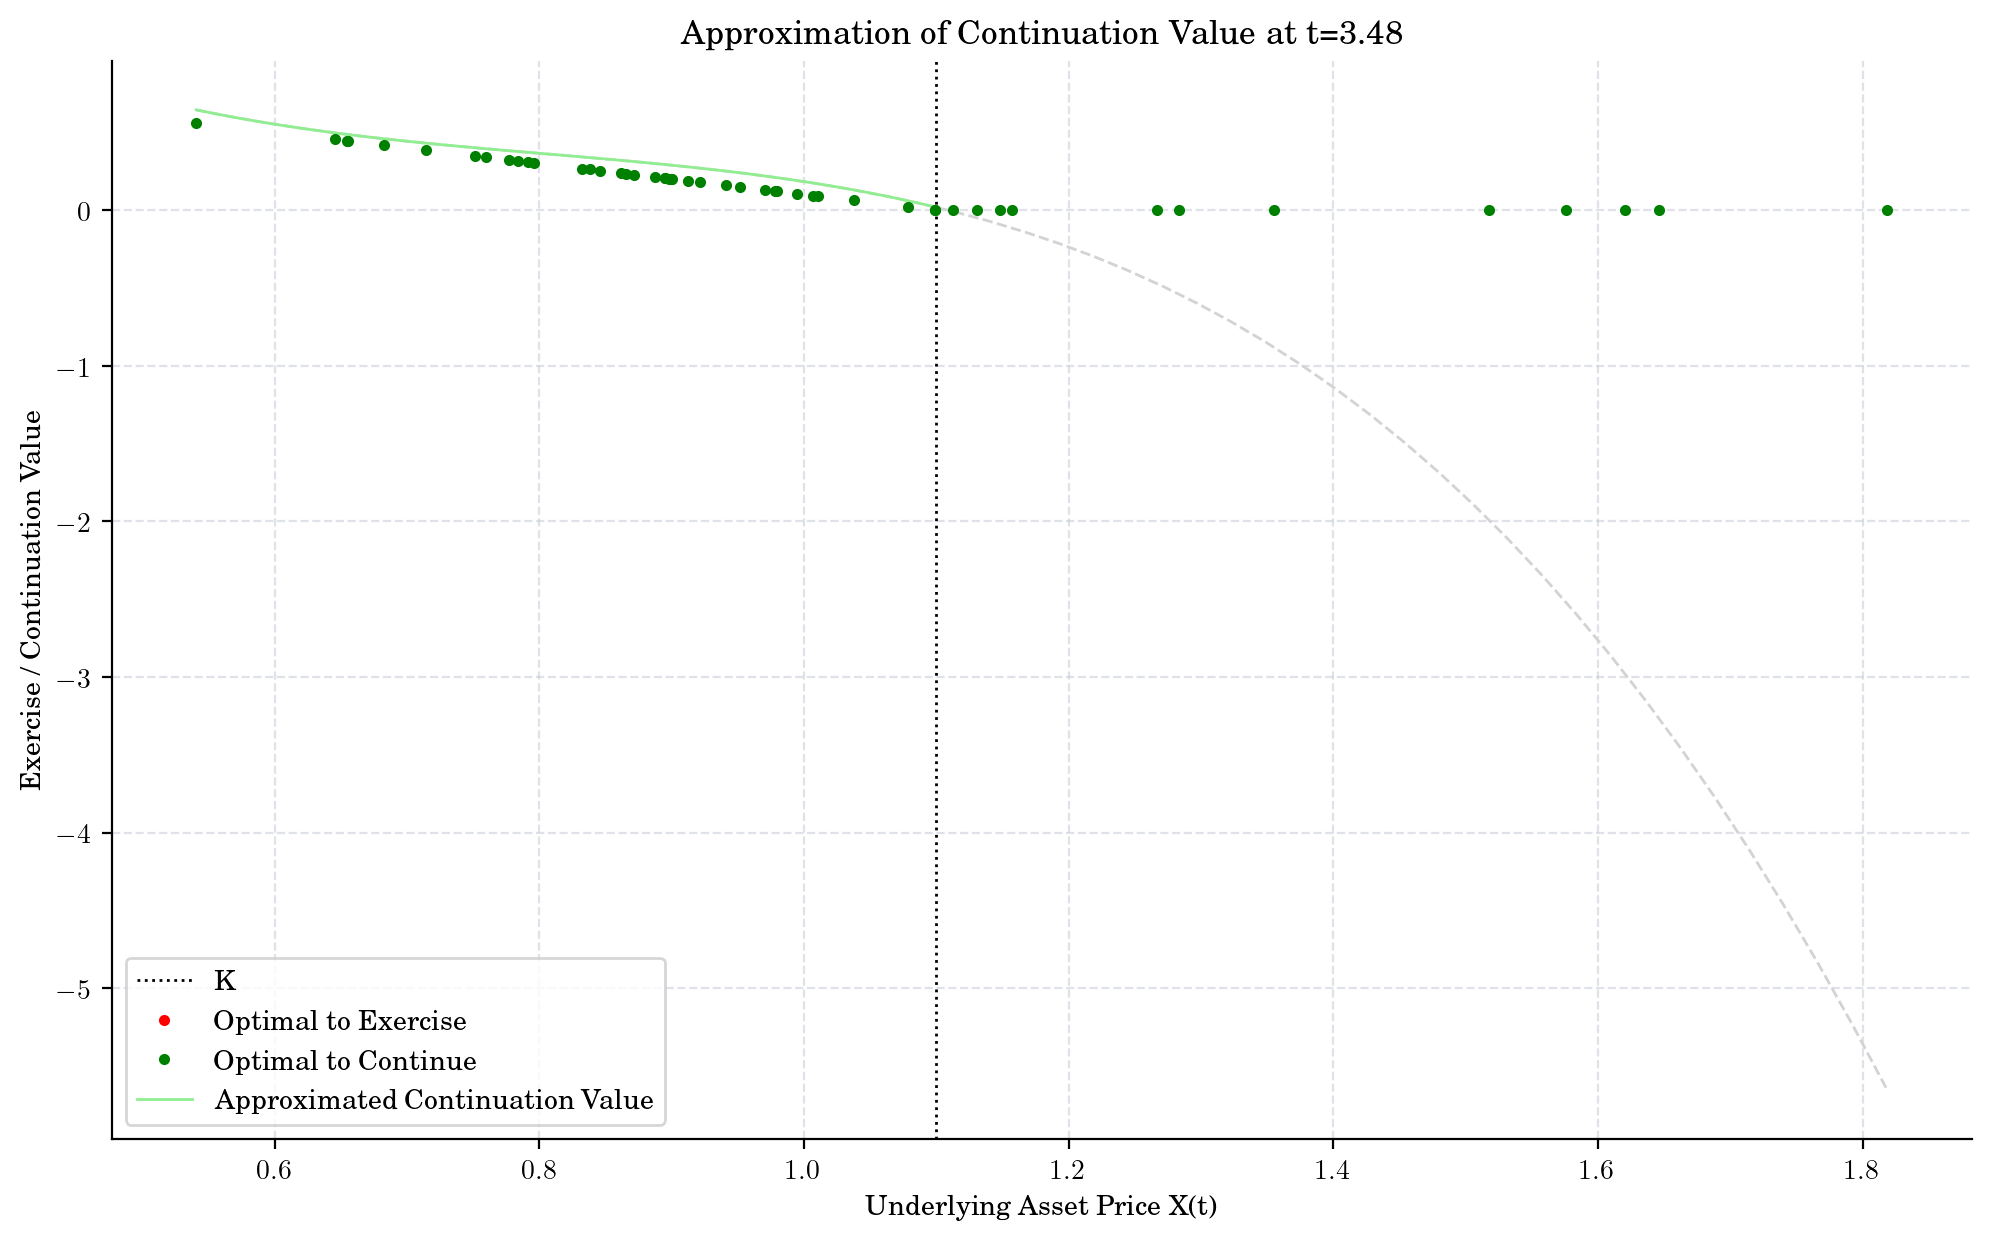 Approximation of Continuation Value at t=3.48
Exercise / Continuation Value
0
−1
−2
−3
−4
−5
K
Optimal to Exercise
Optimal to Continue
Approximated Continuation Value
0.6 0.8 1.0 1.2 1.4 1.6 1.8
Underlying Asset Price X(t)